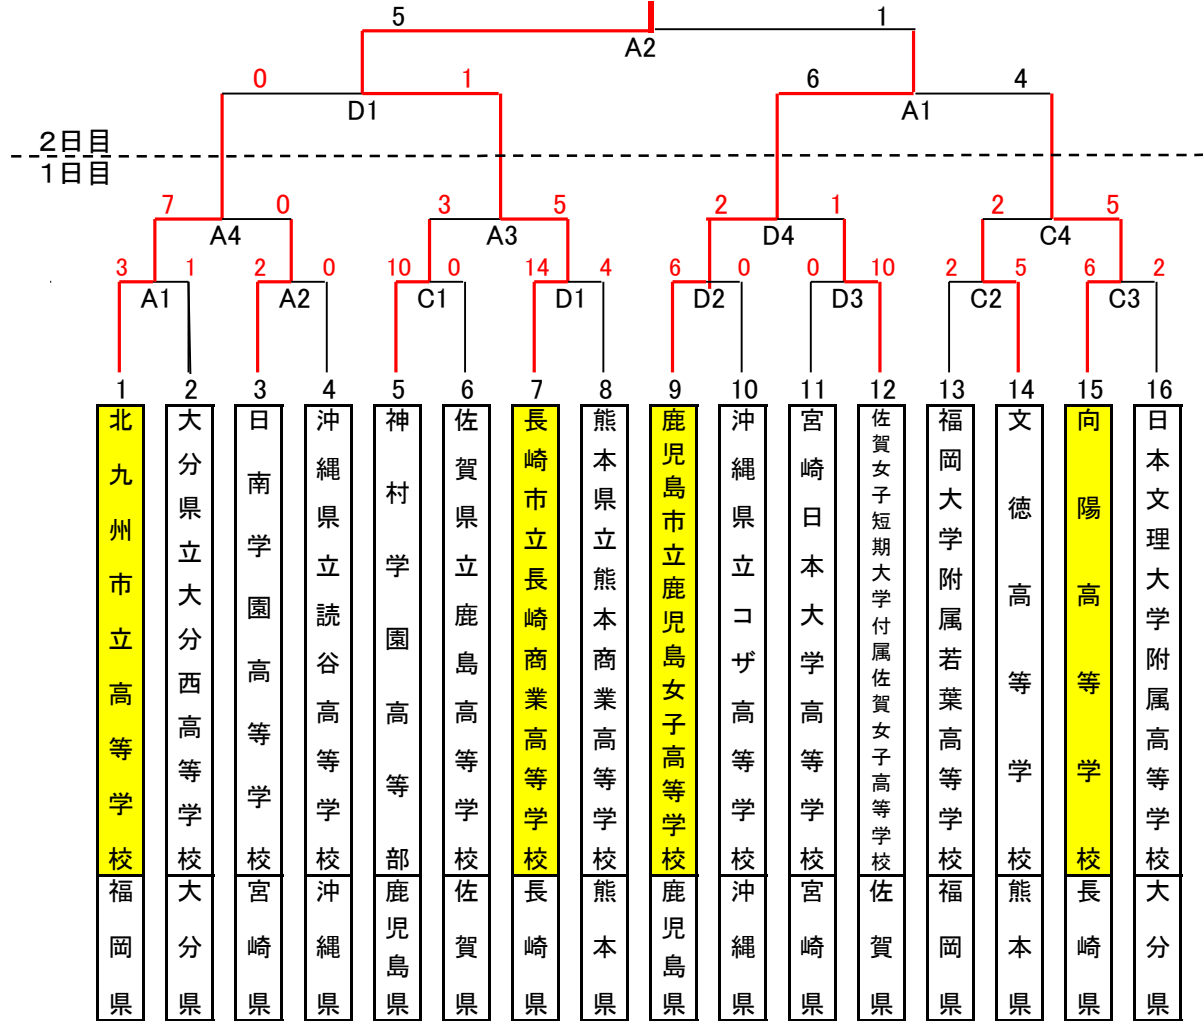 5 1
A2
0 1 6 4
D1 A1
2日目
1日目
7 0 3 5 2 1 2 5
A4 A3 D4 C4
3 1 2 0 10 0 14 4 6 0 0 10 2 5 6 2
A1 A2 C1 D1 D2 D3 C2 C3
1 2 3 4 5 6 7 8 9 10 11 12 13 14 15 16
北九州市立高等学校
大分県立大分西高等学校
日南学園高等学校
沖縄県立読谷高等学校
神村学園高等部
佐賀県立鹿島高等学校
長崎市立長崎商業高等学校
熊本県立熊本商業高等学校
鹿児島市立鹿児島女子高等学校
沖縄県立コザ高等学校
宮崎日本大学高等学校
佐賀女子短期大学付属佐賀女子高等学校
福岡大学附属若葉高等学校
文徳高等学校
向陽高等学校
日本文理大学附属高等学校
福岡県
大分県
宮崎県
沖縄県
鹿児島県
佐賀県
長崎県
熊本県
鹿児島県
沖縄県
宮崎県
佐賀県
福岡県
熊本県
長崎県
大分県